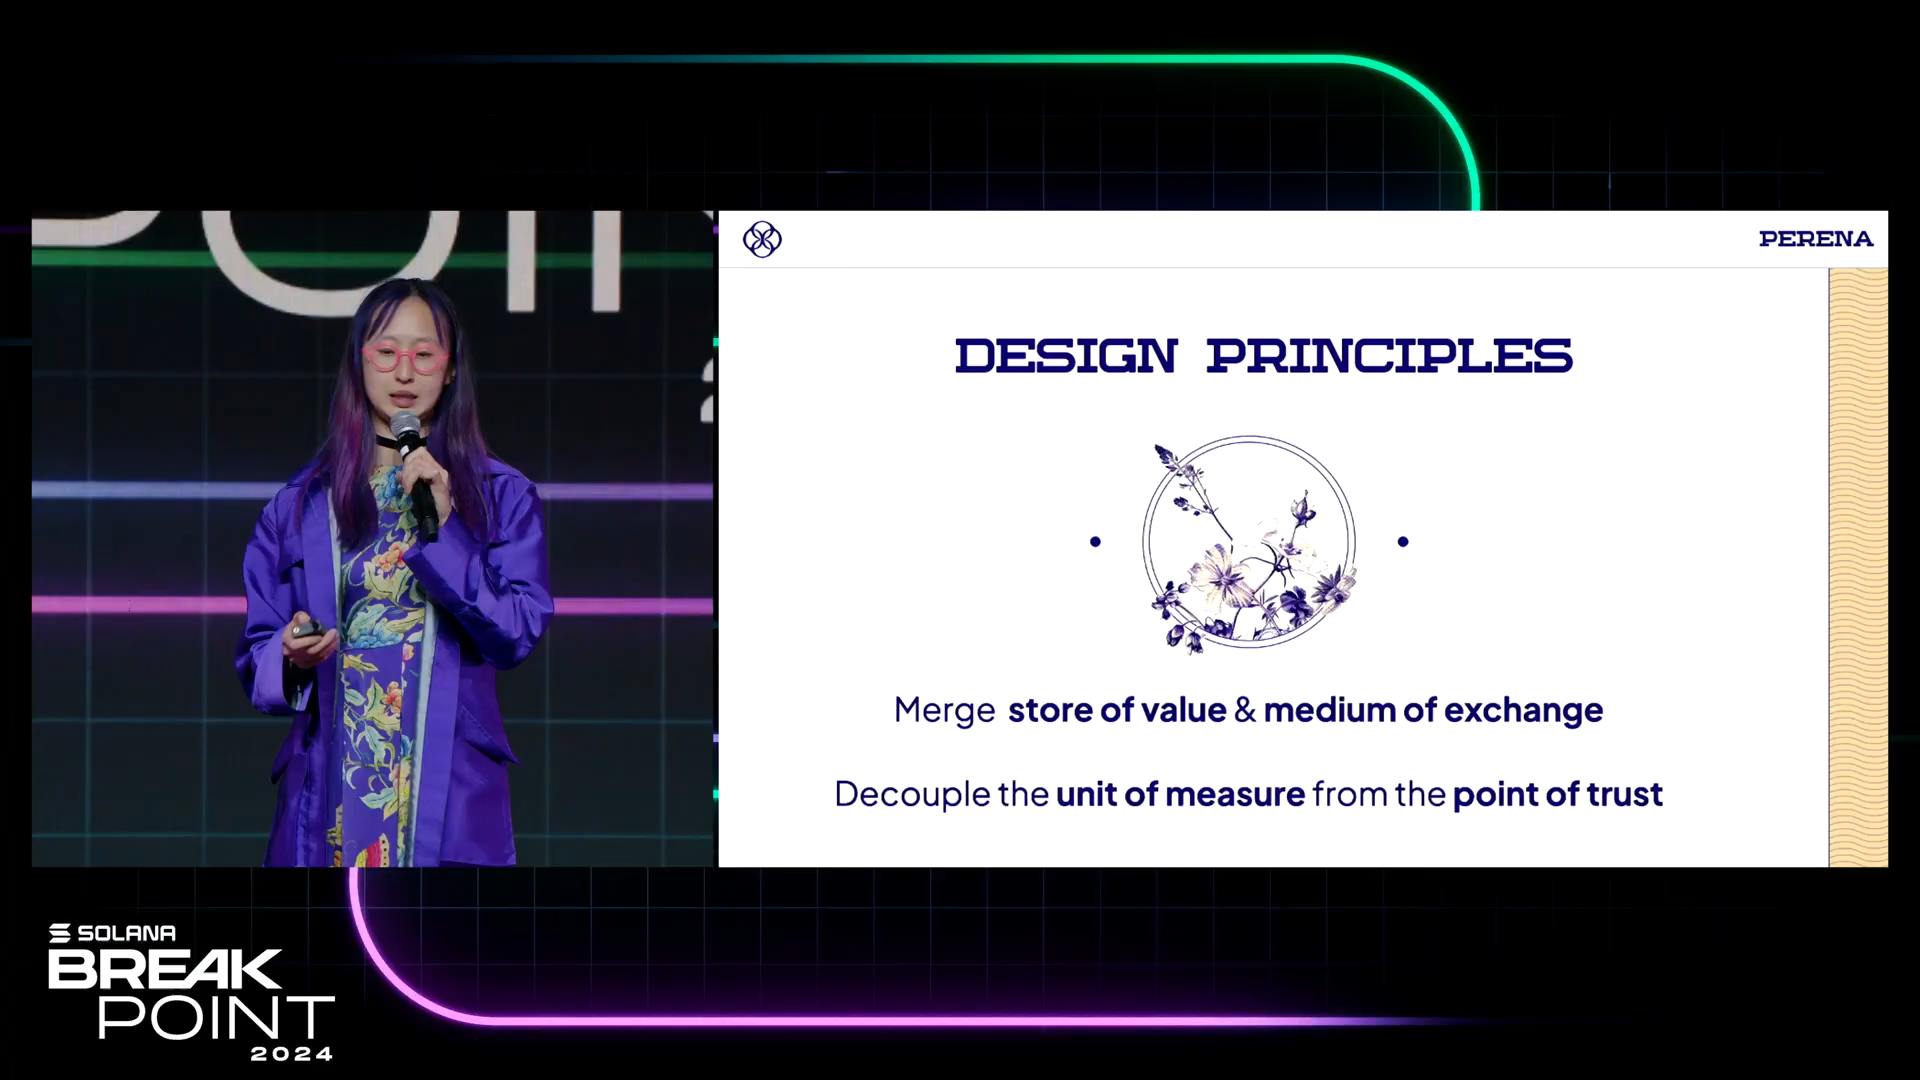 PERENA
DESIGN PRINCIPLES
Merge store of value & medium of exchange
Decouple the unit of measure from the point of trust
SOLANA
BREAK
POINT
2024